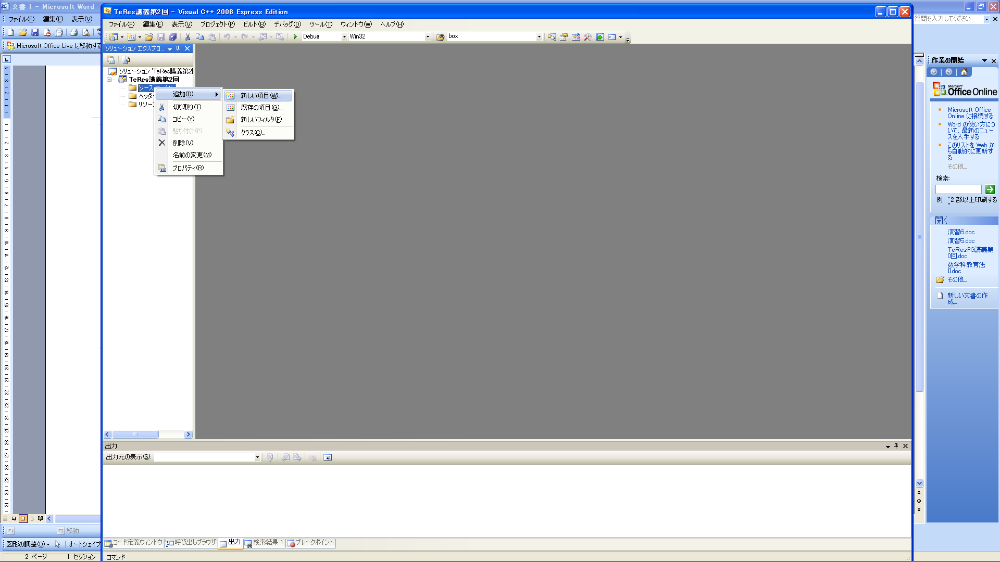 文書 1 - Microsoft Word
ファイル(F) 編集(E) 表示(V)
Microsoft Office Live に移動する
TeRes講義第2回 - Visual C++ 2008 Express Edition
ファイル(F) 編集(E) 表示(V) プロジェクト(P) ビルド(B) デバッグ(D) ツール(T) ウィンドウ(W) ヘルプ(H)
Debug Win32 box
ソリューション エクスプロ...
ソリューション 'TeRes講義第2
TeRes講義第2回
ソース ファイル
ヘッダ
リソー
追加(D)
切り取り(T)
コピー(Y)
貼り付け(P)
削除(V)
名前の変更(M)
プロパティ(R)
新しい項目(W)...
既存の項目(G)...
新しいフィルタ(F)
クラス(C)...
出力
出力元の表示(S):
コード定義ウィンドウ 呼び出しブラウザ 出力 検索結果 1 ブレークポイント
コマンド
質問を入力してください
作業の開始
Microsoft Office Online
Microsoft Office
Online に接続する
Word の使い方につ
いて、最新のニュー
スを入手する
このリストを Web か
ら自動的に更新す
る
その他...
検索:
例: "2 部以上印刷する
"
開く
演習6.doc
演習5.doc
TeResPG講義第
0回.doc
数学科教育法
II.doc
その他...
新しい文書の作
成...
F1 F2 移動
図形の調整(D) オートシェイプ
2 ページ 1 セクション